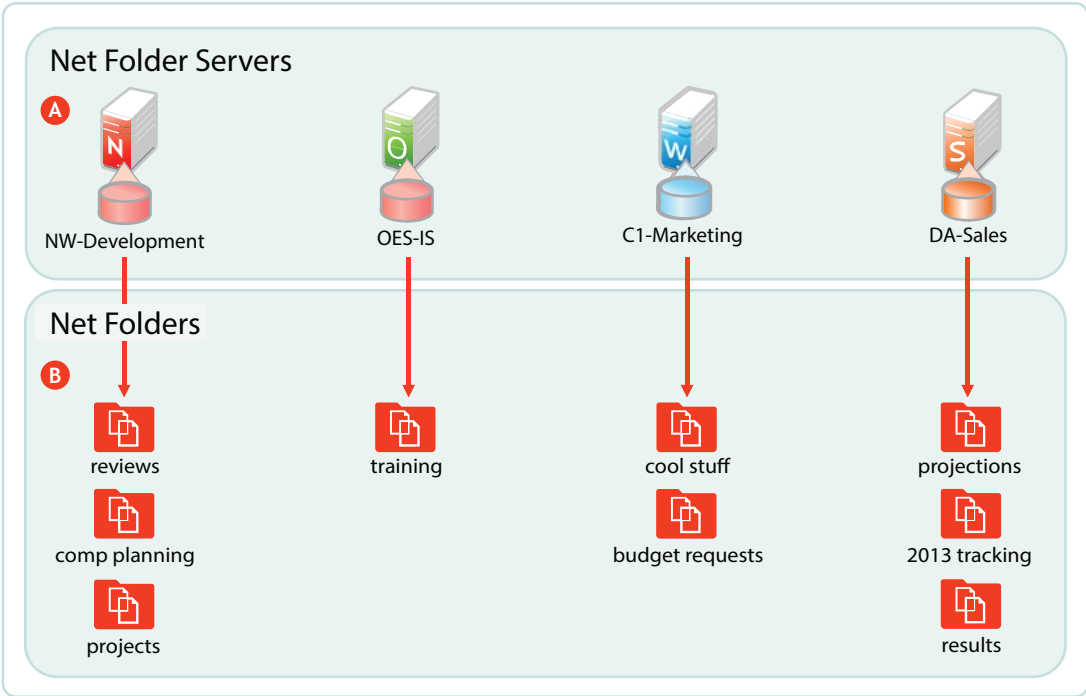 Net Folder Servers
A
N
O
W
S
NW-Development
OES-IS
C1-Marketing
DA-Sales
Net Folders
B
reviews
training
cool stuff
projections
comp planning
budget requests
2013 tracking
projects
results